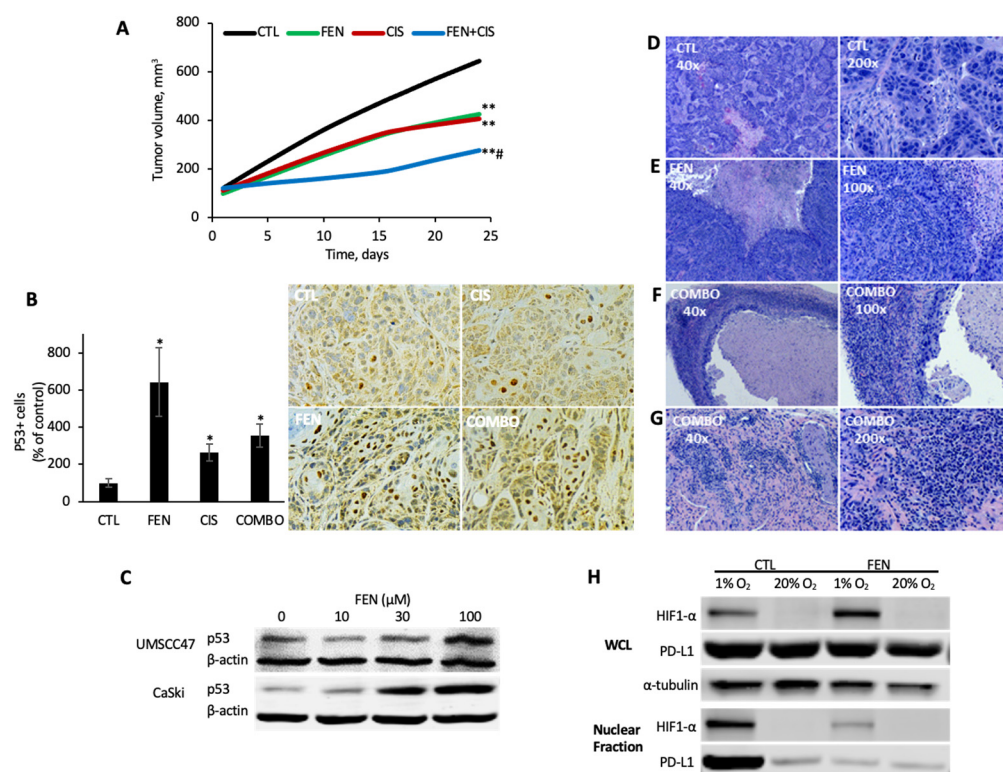 A
CTL FEN CIS FEN+CIS
Tumor volume, mm³
800
600
400
200
0
**
**
**#
0 5 10 15 20 25
Time, days
B
P53+ cells
(% of control)
800
600
400
200
0
*
*
*
CTL FEN CIS COMBO
CTL
CIS
FEN
COMBO
C
FEN (µM)
0 10 30 100
UMSCC47 p53
β-actin
CaSki p53
β-actin
D
CTL
40x
CTL
200x
E
FEN
40x
FEN
100x
F
COMBO
40x
COMBO
100x
G
COMBO
40x
COMBO
200x
H
CTL FEN
1% O₂ 20% O₂ 1% O₂ 20% O₂
WCL
HIF1-α
PD-L1
α-tubulin
Nuclear
Fraction
HIF1-α
PD-L1